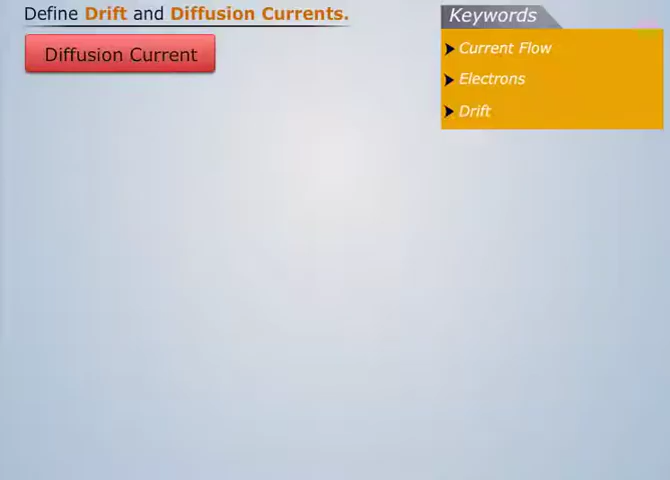 Define Drift and Diffusion Currents.
Diffusion Current
Keywords
Current Flow
Electrons
Drift